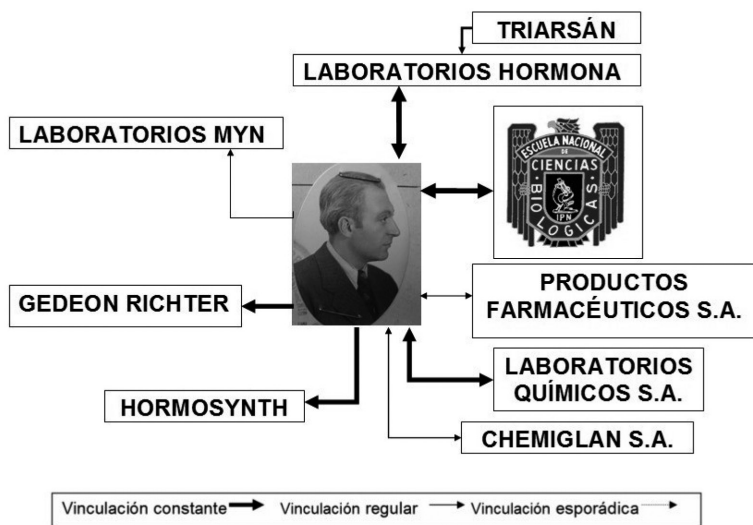 TRIARSÁN
LABORATORIOS HORMONA
LABORATORIOS MYN
ESCUELA NACIONAL
DE
CIENCIAS
BIOLOGICAS
IPN
GEDEON RICHTER
PRODUCTOS
FARMACÉUTICOS S.A.
LABORATORIOS
QUÍMICOS S.A.
HORMOSYNTH
CHEMIGLAN S.A.
Vinculación constante Vinculación regular Vinculación esporádica